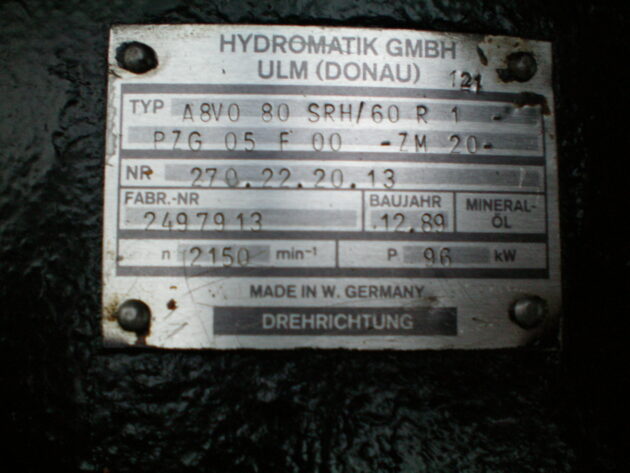 HYDROMATIK GMBH
ULM (DONAU) 121
TYP A8VO 80 SRH/60 R 1 -
PZG 05 F 00 -ZM 20-
NR 270.22.20.13
FABR.-NR BAUJAHR MINERAL-
2497913 12.89 ÖL
n 2150 min⁻¹ P 96 kW
MADE IN W. GERMANY
DREHRICHTUNG